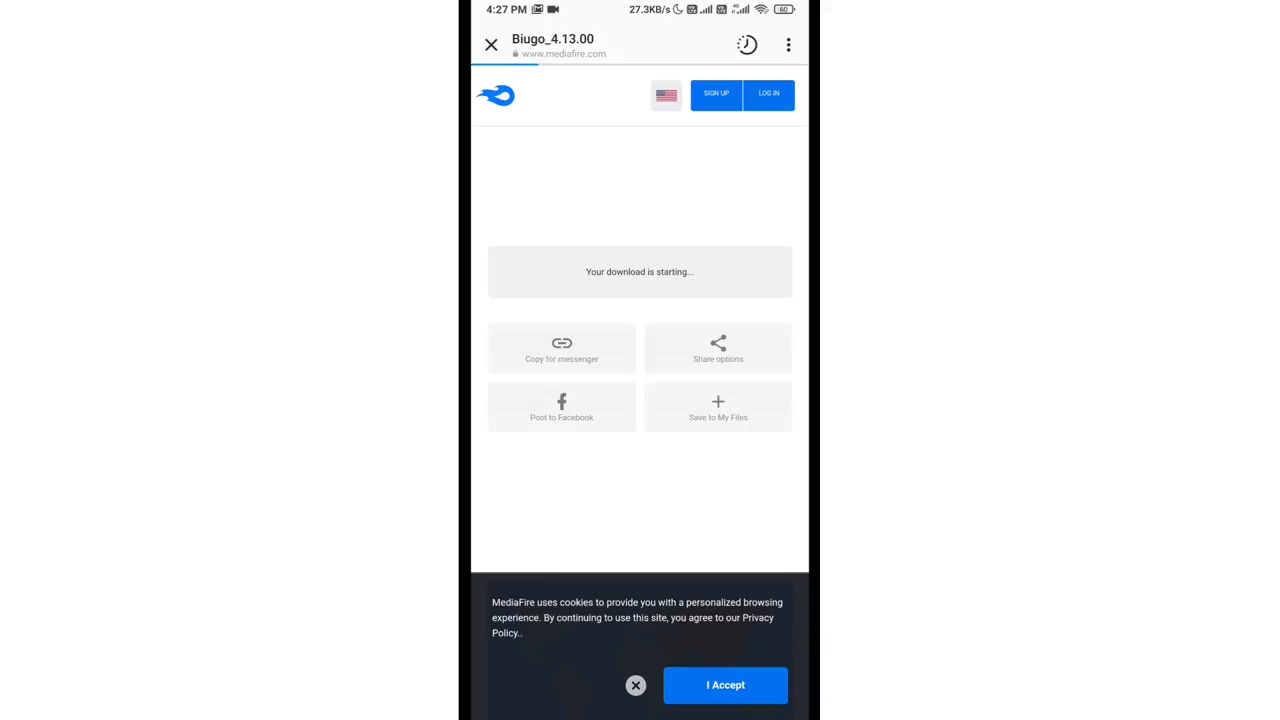 4:27 PM 27.3KB/s 60
Biugo_4.13.00
www.mediafire.com
SIGN UP LOG IN
Your download is starting...
Copy for messenger Share options
Post to Facebook Save to My Files
MediaFire uses cookies to provide you with a personalized browsing
experience. By continuing to use this site, you agree to our Privacy
Policy..
I Accept